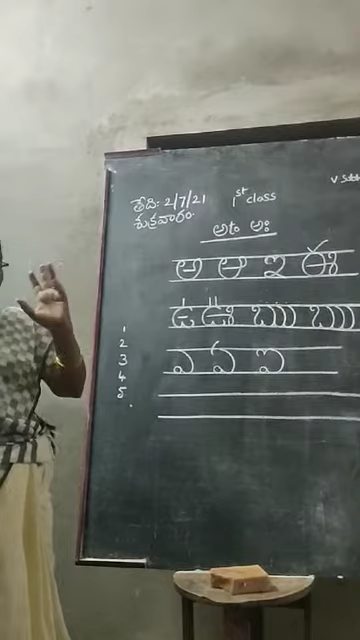 తేది: 2/7/21 1st class
శుక్రవారం.
అం అః
అ ఆ ఇ ఈ
ఉ ఊ ఋ ౠ
ఎ ఏ ఐ
1
2
3
4
5